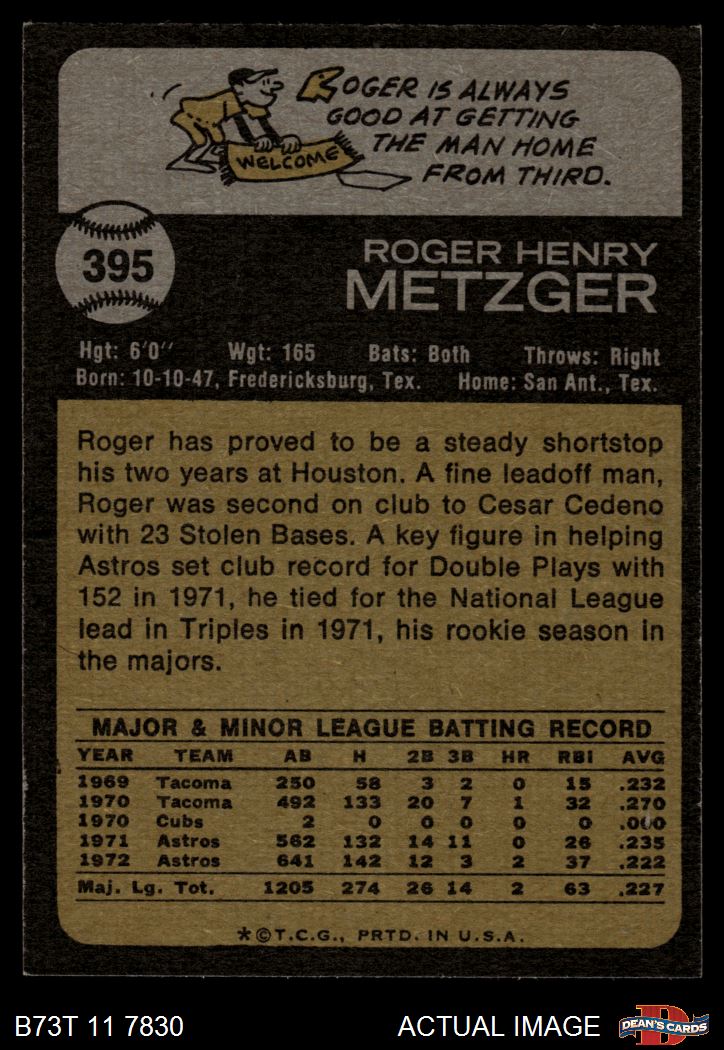 ROGER IS ALWAYS
GOOD AT GETTING
THE MAN HOME
FROM THIRD.
WELCOME
395
ROGER HENRY
METZGER
Hgt: 6'0" Wgt: 165 Bats: Both Throws: Right
Born: 10-10-47, Fredericksburg, Tex. Home: San Ant., Tex.
Roger has proved to be a steady shortstop
his two years at Houston. A fine leadoff man,
Roger was second on club to Cesar Cedeno
with 23 Stolen Bases. A key figure in helping
Astros set club record for Double Plays with
152 in 1971, he tied for the National League
lead in Triples in 1971, his rookie season in
the majors.
MAJOR & MINOR LEAGUE BATTING RECORD
YEAR TEAM AB H 2B 3B HR RBI AVG
1969 Tacoma 250 58 3 2 0 15 .232
1970 Tacoma 492 133 20 7 1 32 .270
1970 Cubs 2 0 0 0 0 0 .000
1971 Astros 562 132 14 11 0 26 .235
1972 Astros 641 142 12 3 2 37 .222
Maj. Lg. Tot. 1205 274 26 14 2 63 .227
*©T.C.G., PRTD. IN U.S.A.
B73T 11 7830 ACTUAL IMAGE DEAN'S CARDS